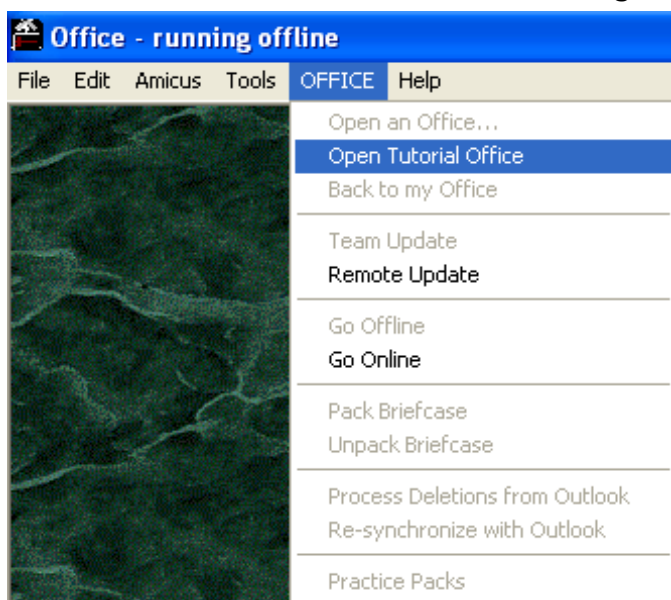 Office - running offline
File Edit Amicus Tools OFFICE Help
Open an Office...
Open Tutorial Office
Back to my Office
Team Update
Remote Update
Go Offline
Go Online
Pack Briefcase
Unpack Briefcase
Process Deletions from Outlook
Re-synchronize with Outlook
Practice Packs